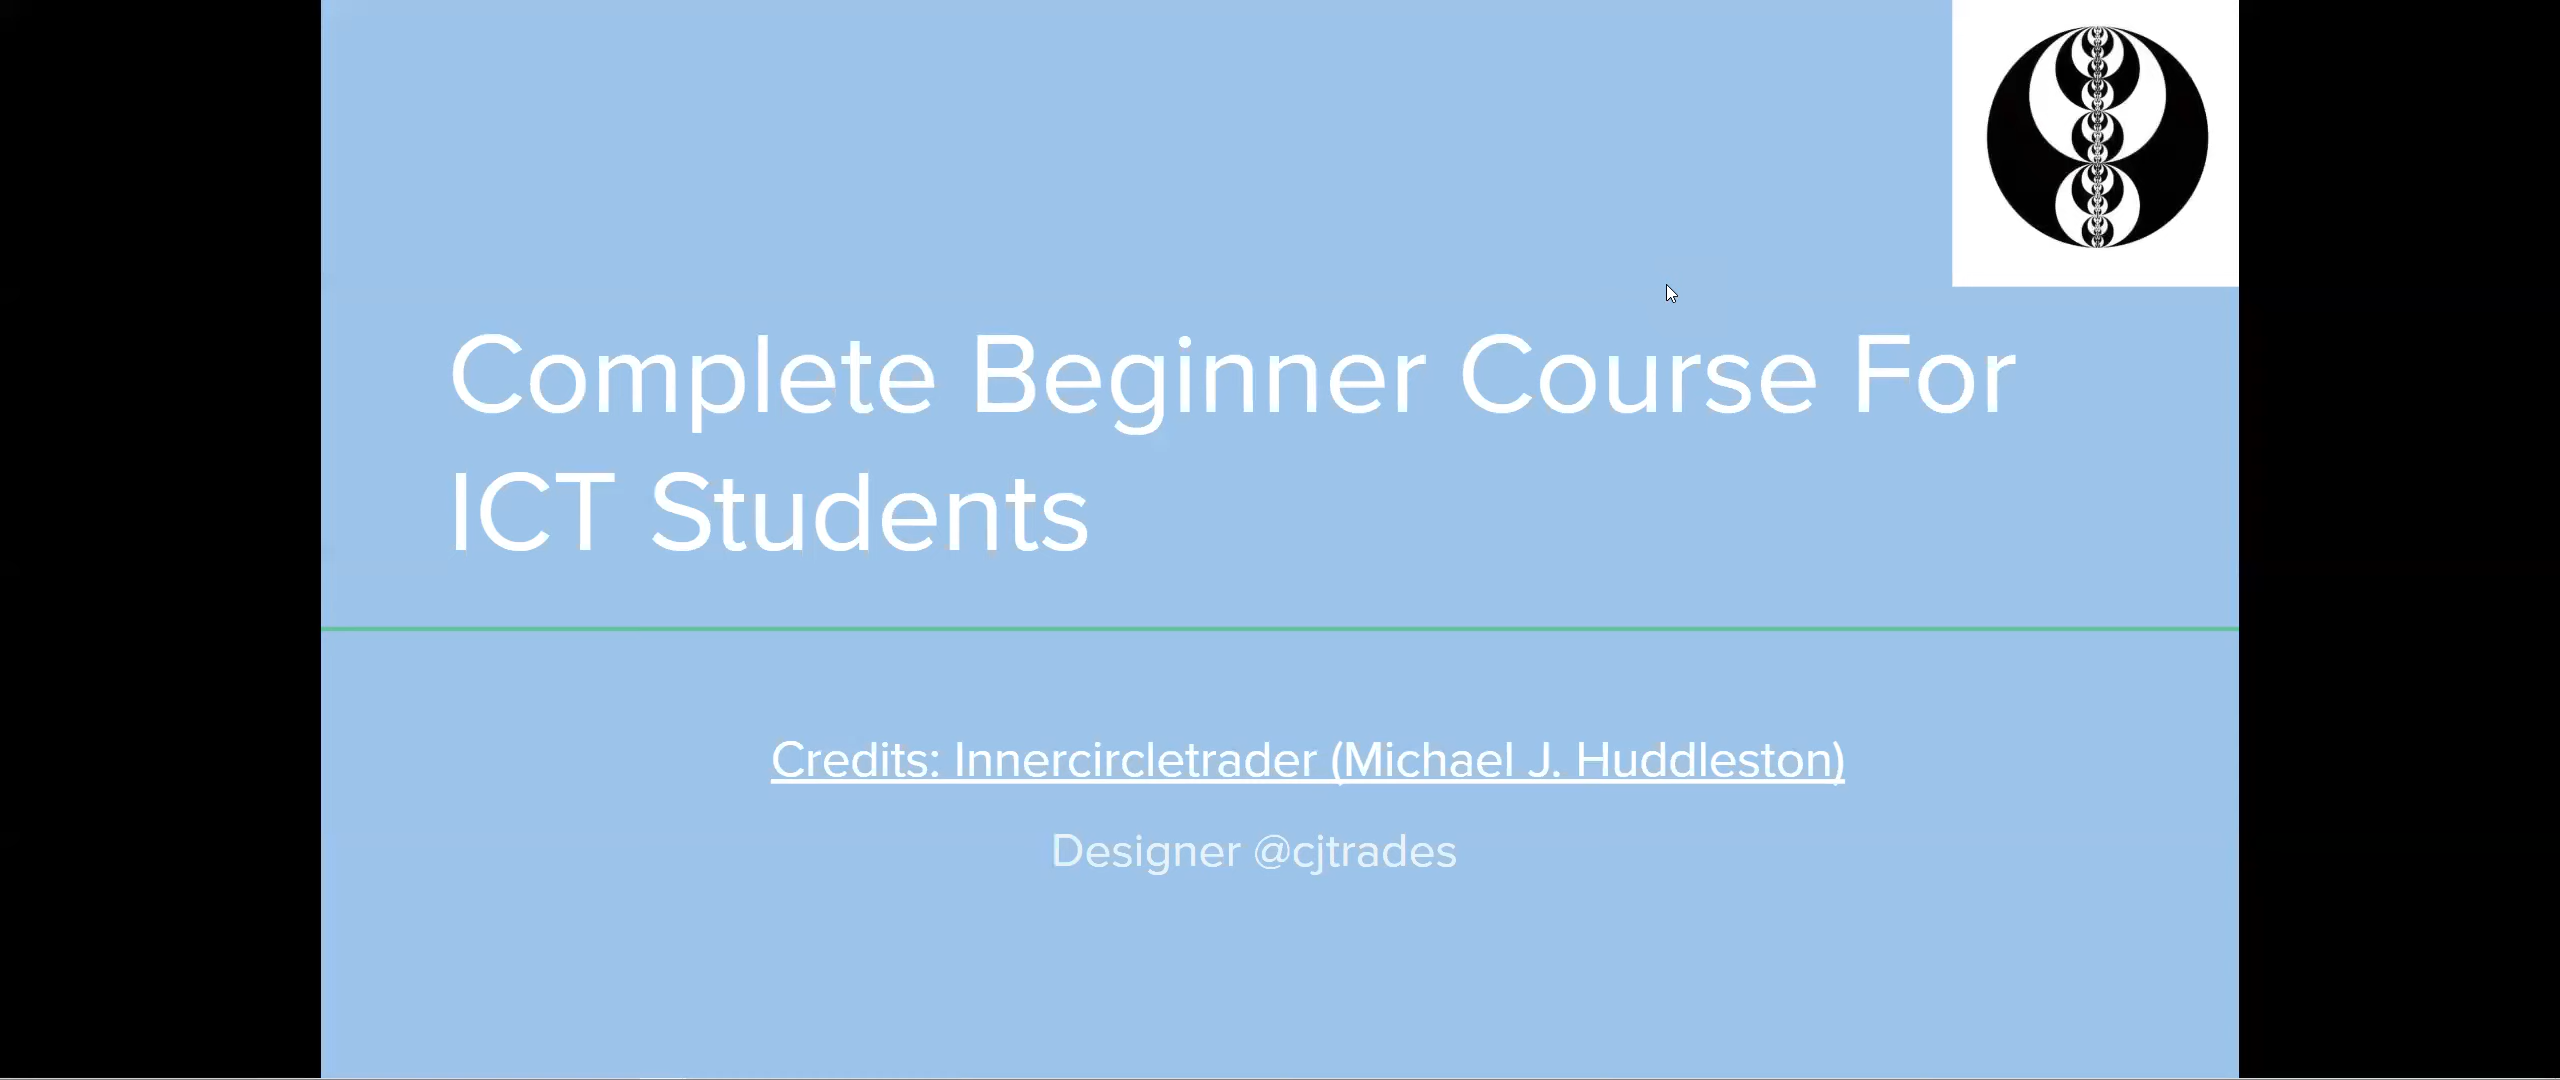 Complete Beginner Course For
ICT Students
Credits: Innercircletrader (Michael J. Huddleston)
Designer @cjtrades